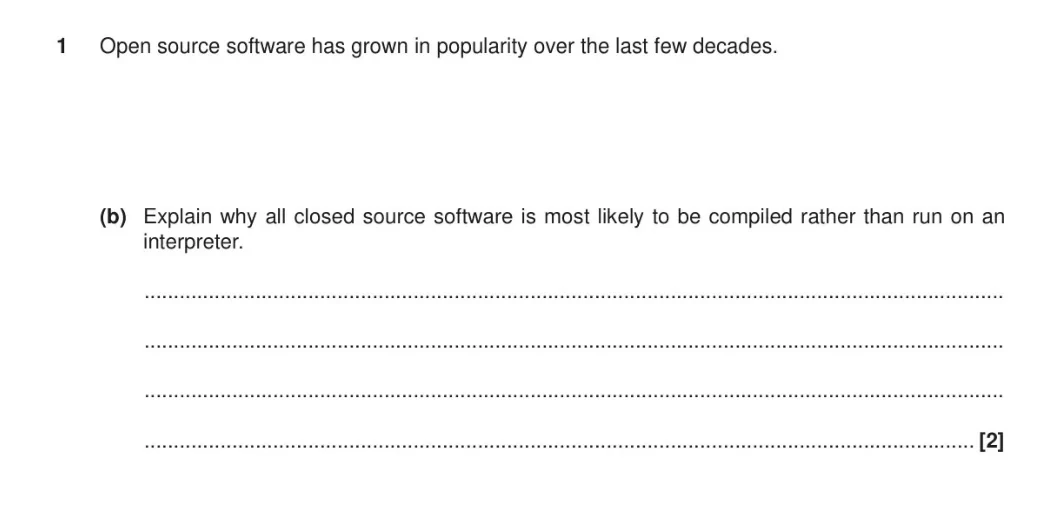 1 Open source software has grown in popularity over the last few decades.
(b) Explain why all closed source software is most likely to be compiled rather than run on an
interpreter.
................................................................................................................................................
................................................................................................................................................
................................................................................................................................................
........................................................................................................................................... [2]